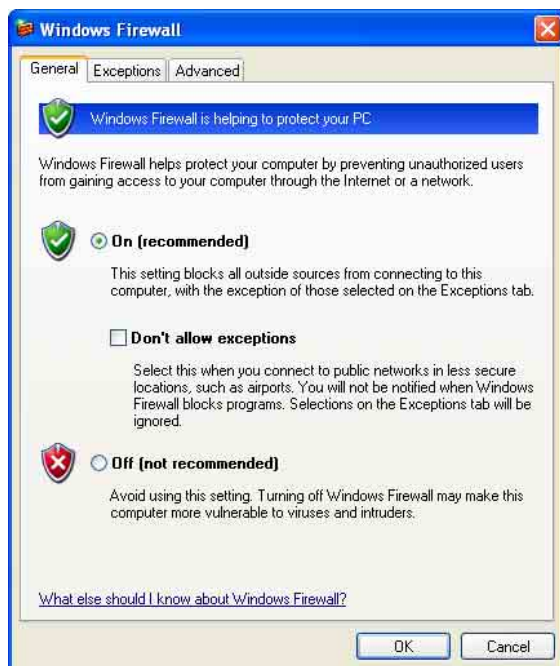 Windows Firewall
General Exceptions Advanced
Windows Firewall is helping to protect your PC
Windows Firewall helps protect your computer by preventing unauthorized users
from gaining access to your computer through the Internet or a network.
On (recommended)
This setting blocks all outside sources from connecting to this
computer, with the exception of those selected on the Exceptions tab.
Don't allow exceptions
Select this when you connect to public networks in less secure
locations, such as airports. You will not be notified when Windows
Firewall blocks programs. Selections on the Exceptions tab will be
ignored.
Off (not recommended)
Avoid using this setting. Turning off Windows Firewall may make this
computer more vulnerable to viruses and intruders.
What else should I know about Windows Firewall?
OK Cancel